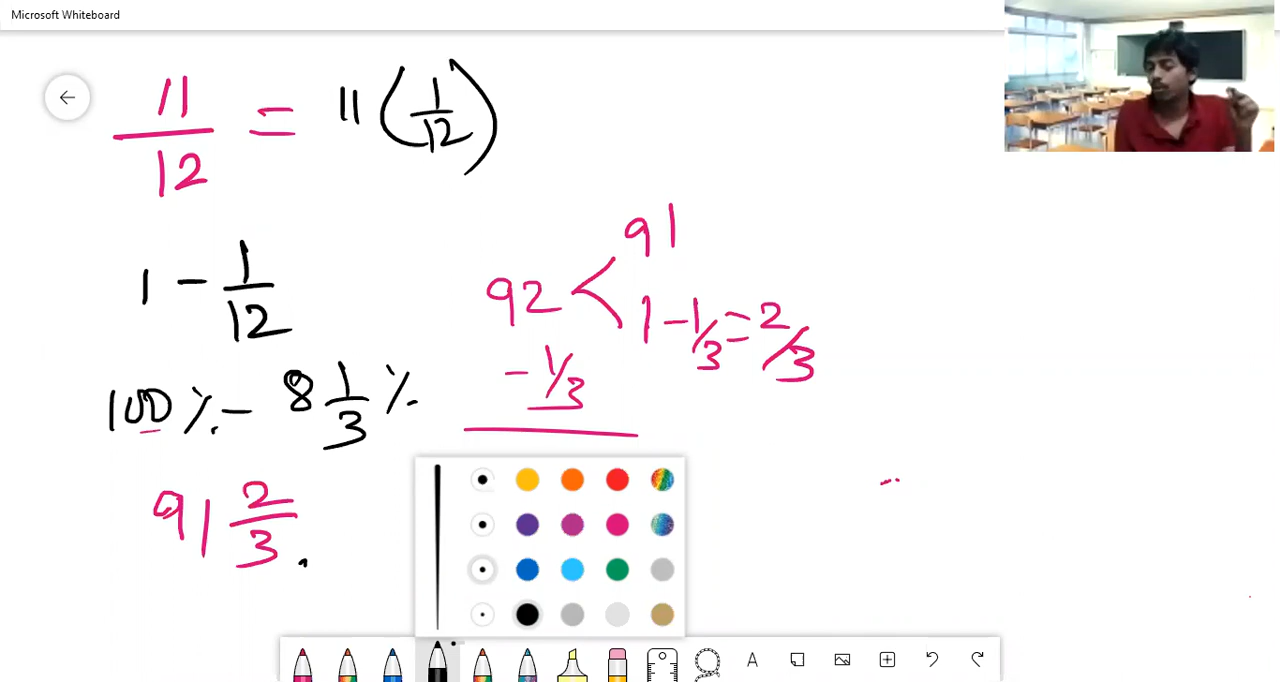 Microsoft Whiteboard
11/12 = 11(1/12)
1 - 1/12
100% - 8 1/3 %
91 2/3
91
92 <
1 - 1/3 = 2/3
- 1/3
A